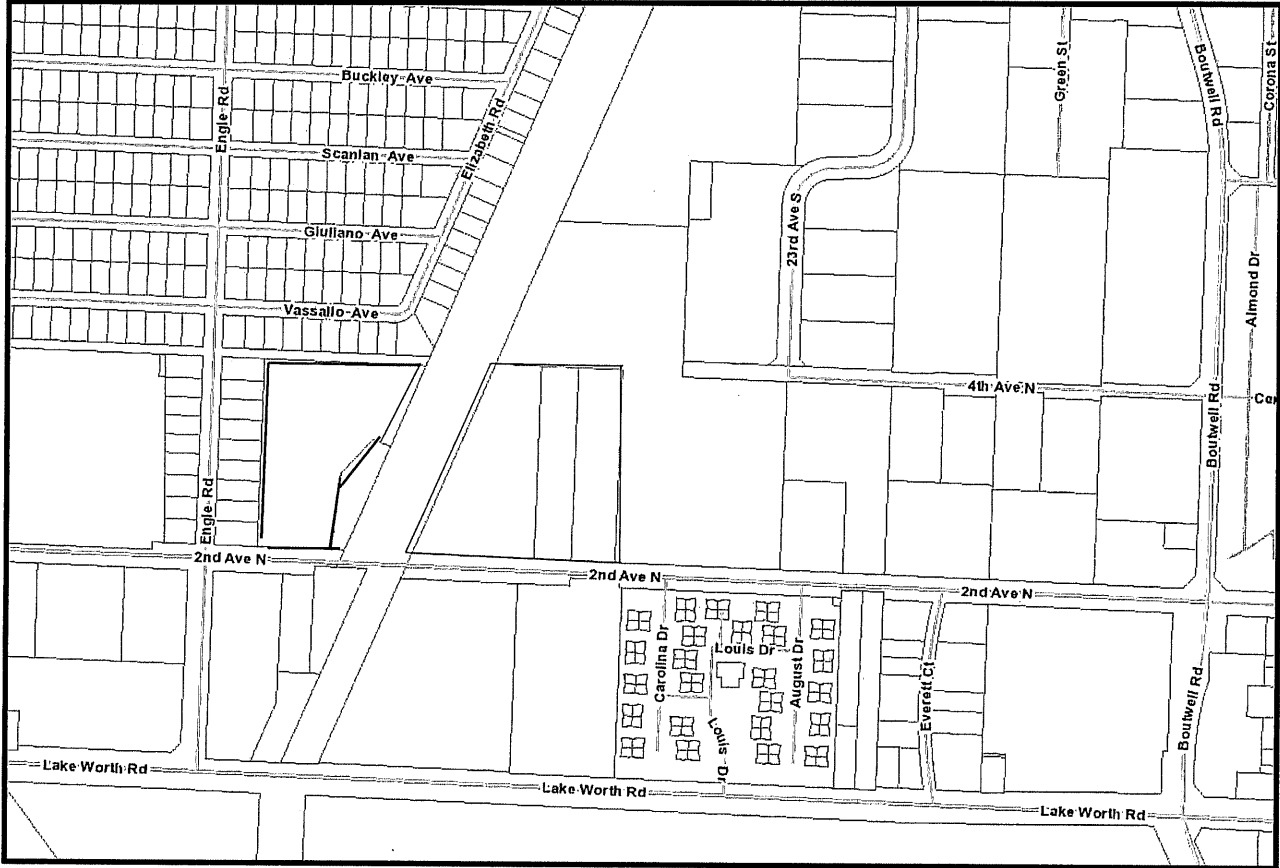 Buckley Ave
Scanlan Ave
Giuliano Ave
Vassallo Ave
Engle Rd
Elizabeth Rd
23rd Ave S
Green St
Boutwell Rd
Corona St
Almond Dr
4th Ave N
Boutwell Rd
Engle Rd
2nd Ave N
2nd Ave N
2nd Ave N
Carolina Dr
Louis Dr
August Dr
Louis Dr
Everett Ct
Boutwell Rd
Lake Worth Rd
Lake Worth Rd
Lake Worth Rd